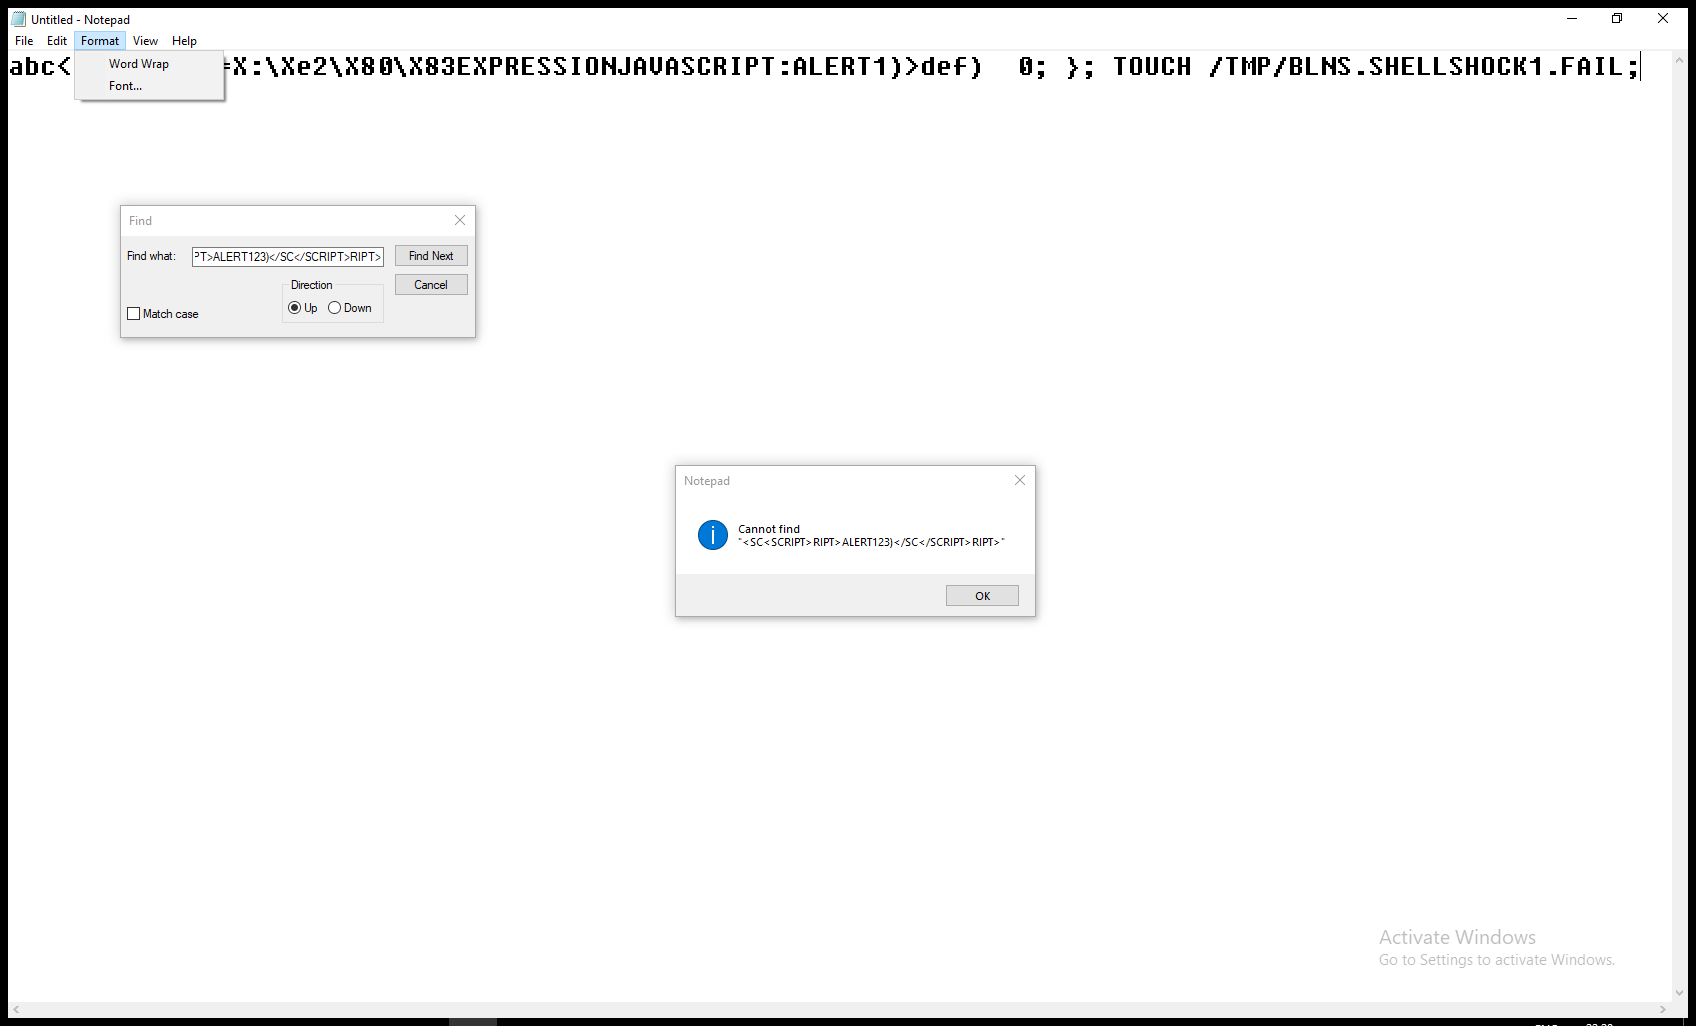 Untitled - Notepad
File Edit Format View Help
abc< =X:\Xe2\X80\X83EXPRESSIONJAVASCRIPT:ALERT1)>def) 0; }; TOUCH /TMP/BLNS.SHELLSHOCK1.FAIL;
Word Wrap
Font...
Find
Find what: PT>ALERT123)</SC</SCRIPT>RIPT> Find Next
Direction Cancel
Up Down
Match case
Notepad
Cannot find
"<SC<SCRIPT>RIPT>ALERT123)</SC</SCRIPT>RIPT>"
OK
Activate Windows
Go to Settings to activate Windows.